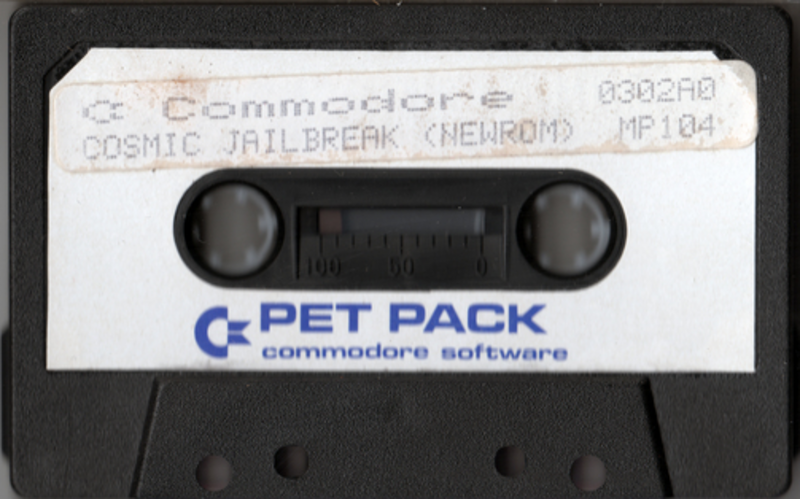 Commodore 0302A0
COSMIC JAILBREAK (NEWROM) MP104
100 50 0
PET PACK
commodore software